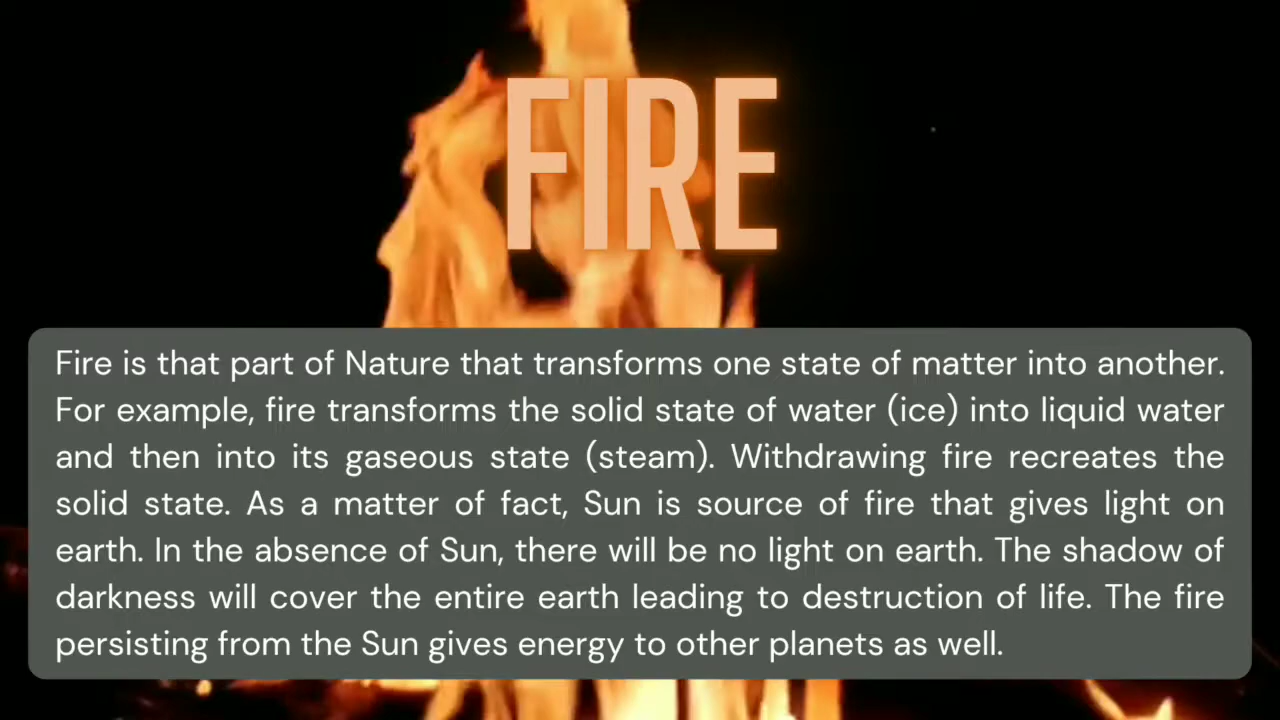 FIRE
Fire is that part of Nature that transforms one state of matter into another.
For example, fire transforms the solid state of water (ice) into liquid water
and then into its gaseous state (steam). Withdrawing fire recreates the
solid state. As a matter of fact, Sun is source of fire that gives light on
earth. In the absence of Sun, there will be no light on earth. The shadow of
darkness will cover the entire earth leading to destruction of life. The fire
persisting from the Sun gives energy to other planets as well.